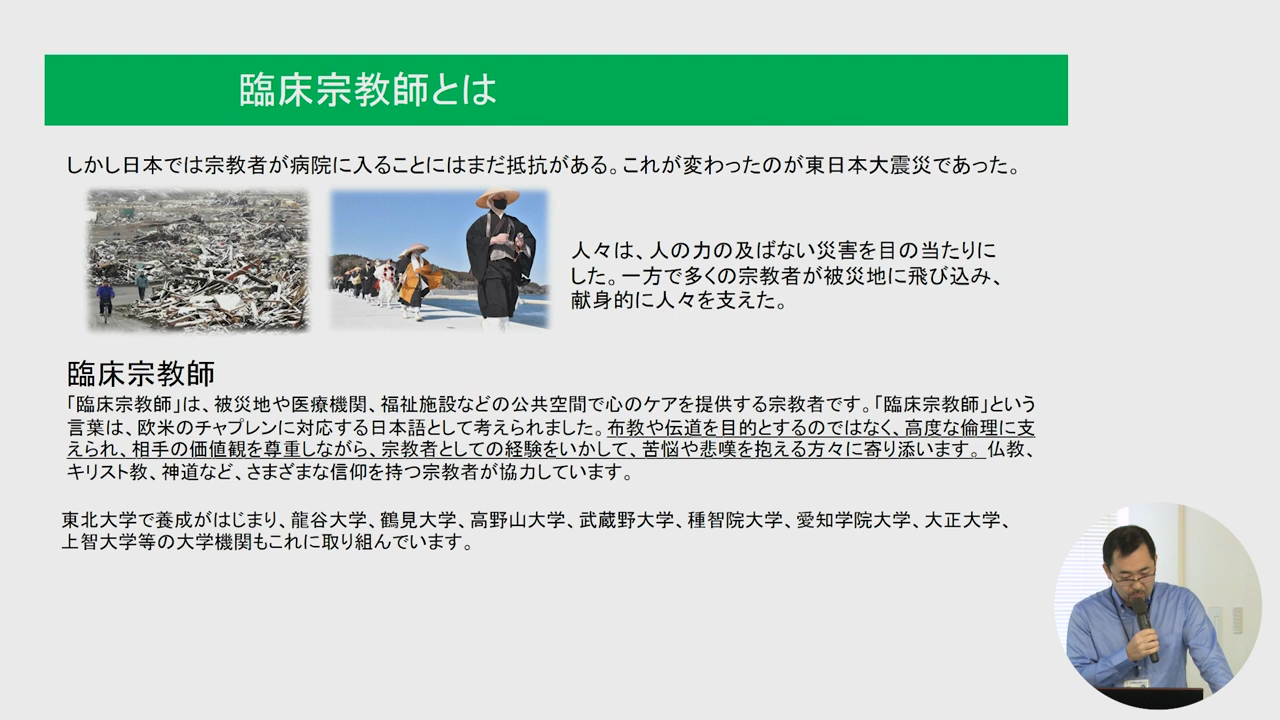 臨床宗教師とは
しかし日本では宗教者が病院に入ることにはまだ抵抗がある。これが変わったのが東日本大震災であった。
人々は、人の力の及ばない災害を目の当たりに
した。一方で多くの宗教者が被災地に飛び込み、
献身的に人々を支えた。
臨床宗教師
「臨床宗教師」は、被災地や医療機関、福祉施設などの公共空間で心のケアを提供する宗教者です。「臨床宗教師」という
言葉は、欧米のチャプレンに対応する日本語として考えられました。布教や伝道を目的とするのではなく、高度な倫理に支
えられ、相手の価値観を尊重しながら、宗教者としての経験をいかして、苦悩や悲嘆を抱える方々に寄り添います。仏教、
キリスト教、神道など、さまざまな信仰を持つ宗教者が協力しています。
東北大学で養成がはじまり、龍谷大学、鶴見大学、高野山大学、武蔵野大学、種智院大学、愛知学院大学、大正大学、
上智大学等の大学機関もこれに取り組んでいます。